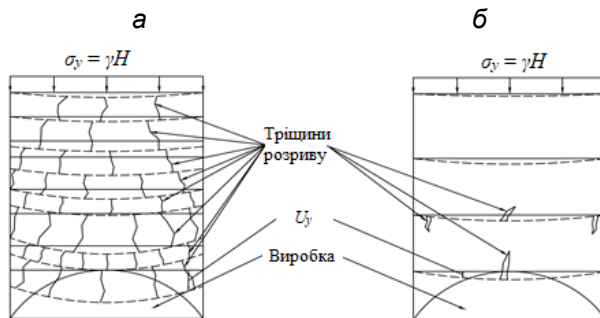 а
б
σy = γH
σy = γH
Тріщини
розриву
Uy
Виробка